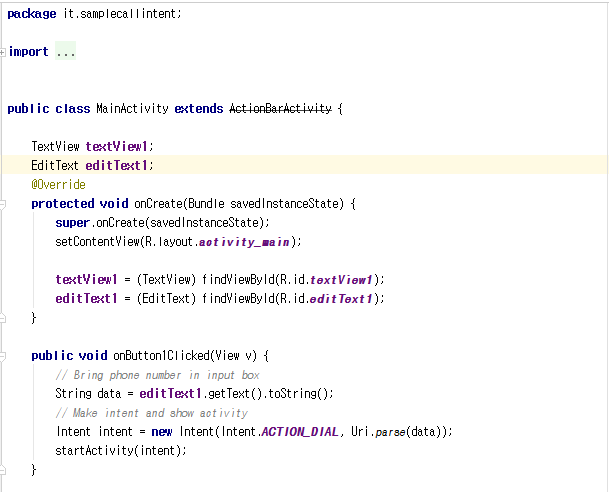 package it.samplecallintent;
import ...
public class MainActivity extends ActionBarActivity {
TextView textView1;
EditText editText1;
@Override
protected void onCreate(Bundle savedInstanceState) {
super.onCreate(savedInstanceState);
setContentView(R.layout.activity_main);
textView1 = (TextView) findViewById(R.id.textView1);
editText1 = (EditText) findViewById(R.id.editText1);
}
public void onButton1Clicked(View v) {
// Bring phone number in input box
String data = editText1.getText().toString();
// Make intent and show activity
Intent intent = new Intent(Intent.ACTION_DIAL, Uri.parse(data));
startActivity(intent);
}